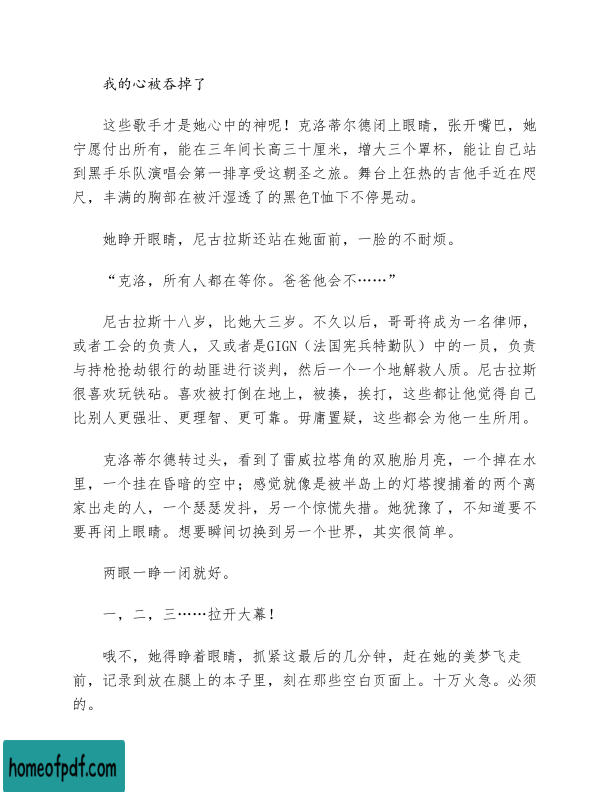 我的心被吞掉了
这些歌手才是她心中的神呢！克洛蒂尔德闭上眼睛，张开嘴巴，她
宁愿付出所有，能在三年间长高三十厘米，增大三个罩杯，能让自己站
到黑手乐队演唱会第一排享受这朝圣之旅。舞台上狂热的吉他手近在咫
尺，丰满的胸部在被汗湿透了的黑色T恤下不停晃动。
她睁开眼睛，尼古拉斯还站在她面前，一脸的不耐烦。
“克洛，所有人都在等你。爸爸他会不……”
尼古拉斯十八岁，比她大三岁。不久以后，哥哥将成为一名律师，
或者工会的负责人，又或者是GIGN（法国宪兵特勤队）中的一员，负责
与持枪抢劫银行的劫匪进行谈判，然后一个一个地解救人质。尼古拉斯
很喜欢玩铁砧。喜欢被打倒在地上，被揍，挨打，这些都让他觉得自己
比别人更强壮、更理智、更可靠。毋庸置疑，这些都会为他一生所用。
克洛蒂尔德转过头，看到了雷威拉塔角的双胞胎月亮，一个掉在水
里，一个挂在昏暗的空中；感觉就像是被半岛上的灯塔搜捕着的两个离
家出走的人，一个瑟瑟发抖，另一个惊慌失措。她犹豫了，不知道要不
要再闭上眼睛。想要瞬间切换到另一个世界，其实很简单。
两眼一睁一闭就好。
一，二，三……拉开大幕！
哦不，她得睁着眼睛，抓紧这最后的几分钟，赶在她的美梦飞走
前，记录到放在腿上的本子里，刻在那些空白页面上。十万火急。必须
的。
homeofpdf.com